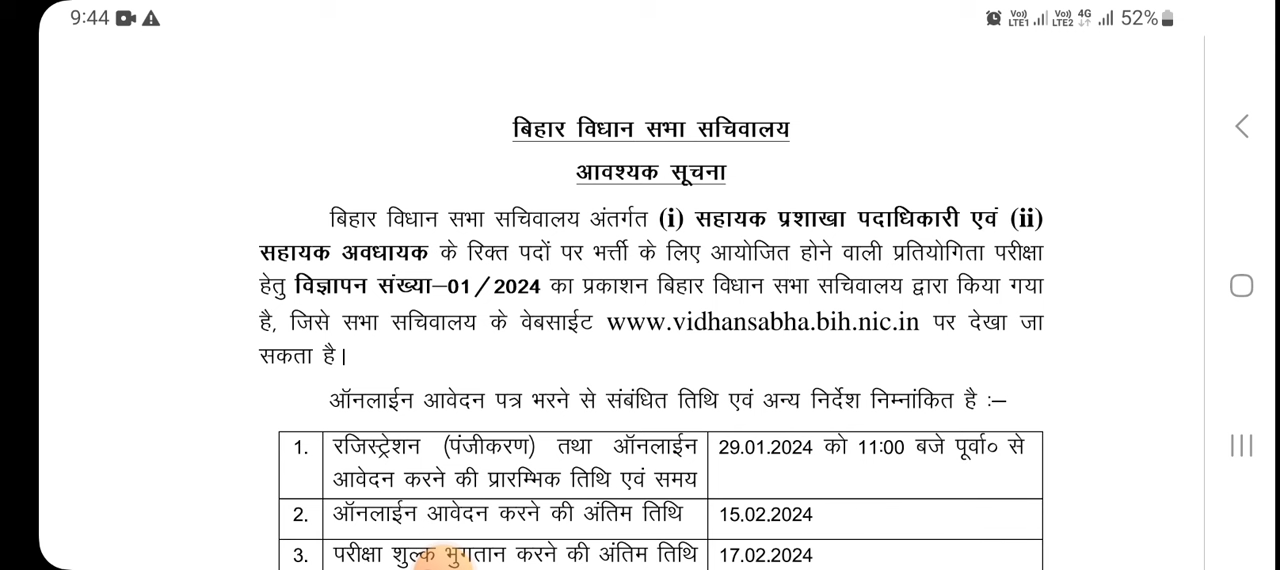 9:44
Vo)) LTE1 Vo)) LTE2 4G 52%
बिहार विधान सभा सचिवालय
आवश्यक सूचना
बिहार विधान सभा सचिवालय अंतर्गत (i) सहायक प्रशाखा पदाधिकारी एवं (ii)
सहायक अवधायक के रिक्त पदों पर भर्त्ती के लिए आयोजित होने वाली प्रतियोगिता परीक्षा
हेतु विज्ञापन संख्या–01/2024 का प्रकाशन बिहार विधान सभा सचिवालय द्वारा किया गया
है, जिसे सभा सचिवालय के वेबसाईट www.vidhansabha.bih.nic.in पर देखा जा
सकता है।
ऑनलाईन आवेदन पत्र भरने से संबंधित तिथि एवं अन्य निर्देश निम्नांकित है :–
1. रजिस्ट्रेशन (पंजीकरण) तथा ऑनलाईन 29.01.2024 को 11:00 बजे पूर्वा० से
आवेदन करने की प्रारम्भिक तिथि एवं समय
2. ऑनलाईन आवेदन करने की अंतिम तिथि 15.02.2024
3. परीक्षा शुल्क भुगतान करने की अंतिम तिथि 17.02.2024